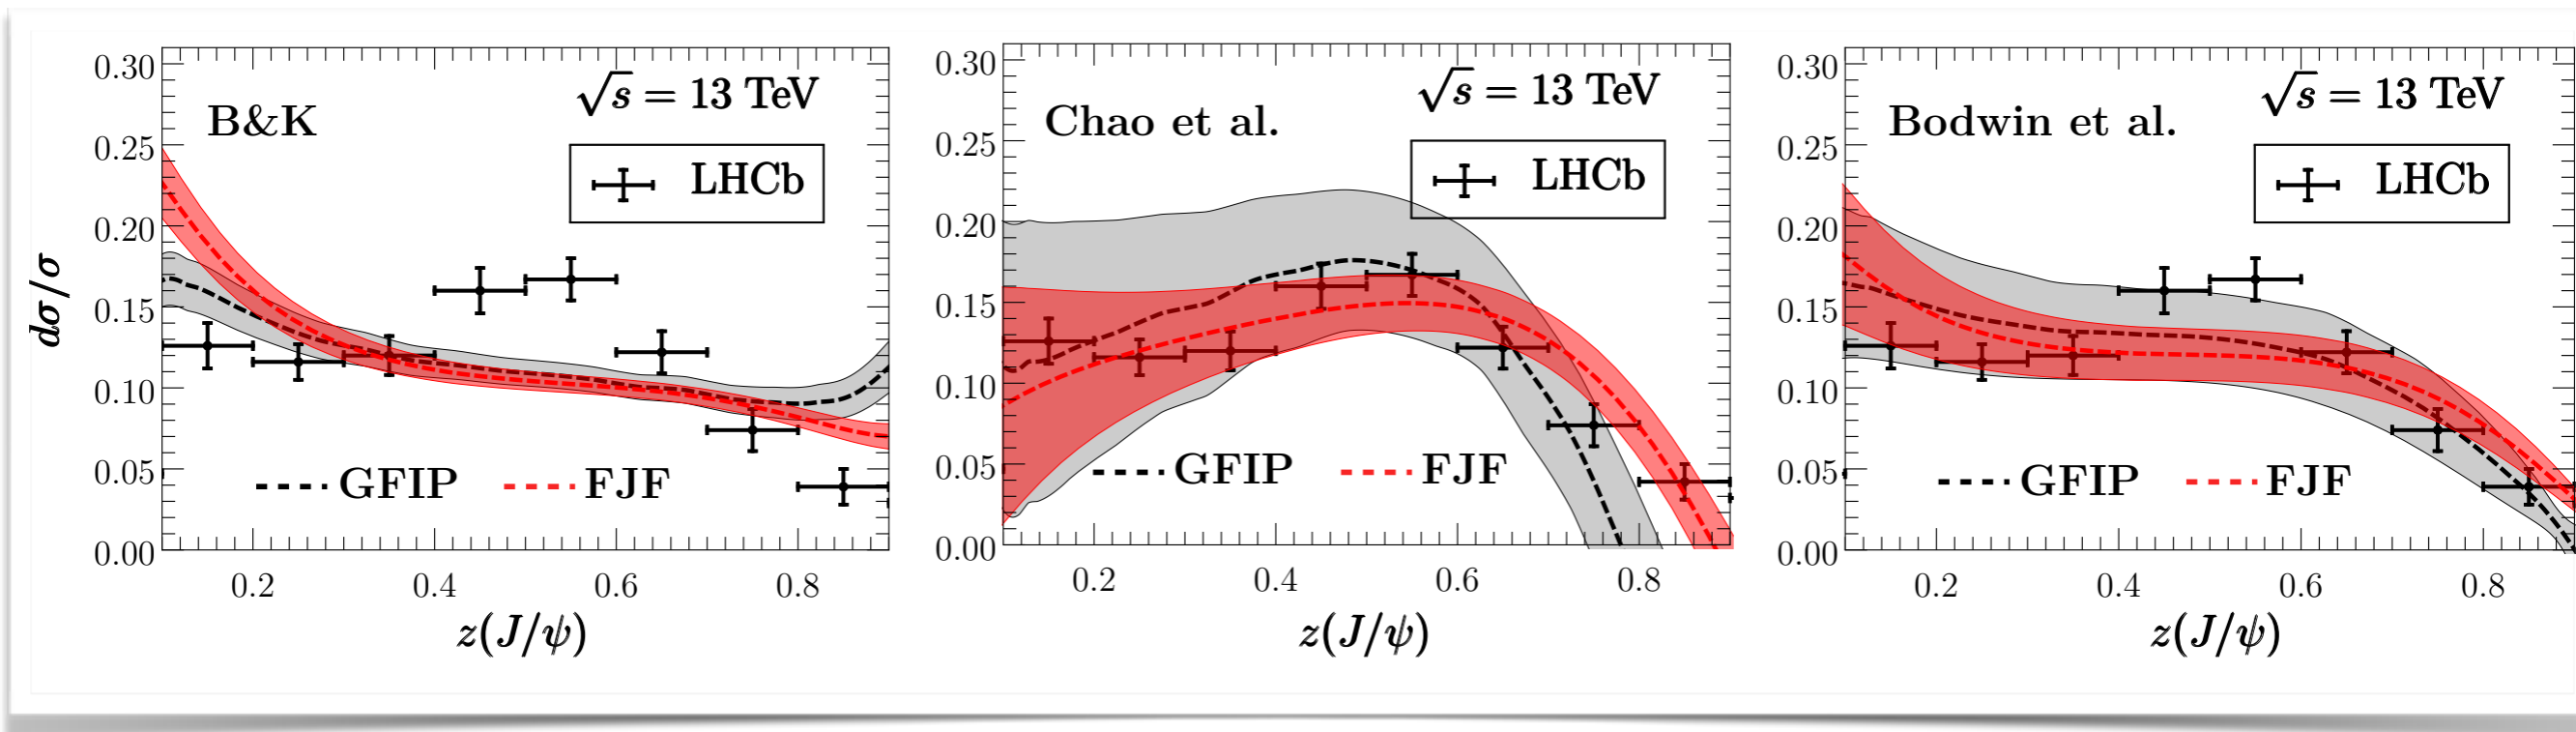 B&K
√s = 13 TeV
LHCb
GFIP
FJF
dσ/σ
0.30
0.25
0.20
0.15
0.10
0.05
0.00
0.2
0.4
0.6
0.8
z(J/ψ)
Chao et al.
√s = 13 TeV
LHCb
GFIP
FJF
0.30
0.25
0.20
0.15
0.10
0.05
0.00
0.2
0.4
0.6
0.8
z(J/ψ)
Bodwin et al.
√s = 13 TeV
LHCb
GFIP
FJF
0.30
0.25
0.20
0.15
0.10
0.05
0.00
0.2
0.4
0.6
0.8
z(J/ψ)